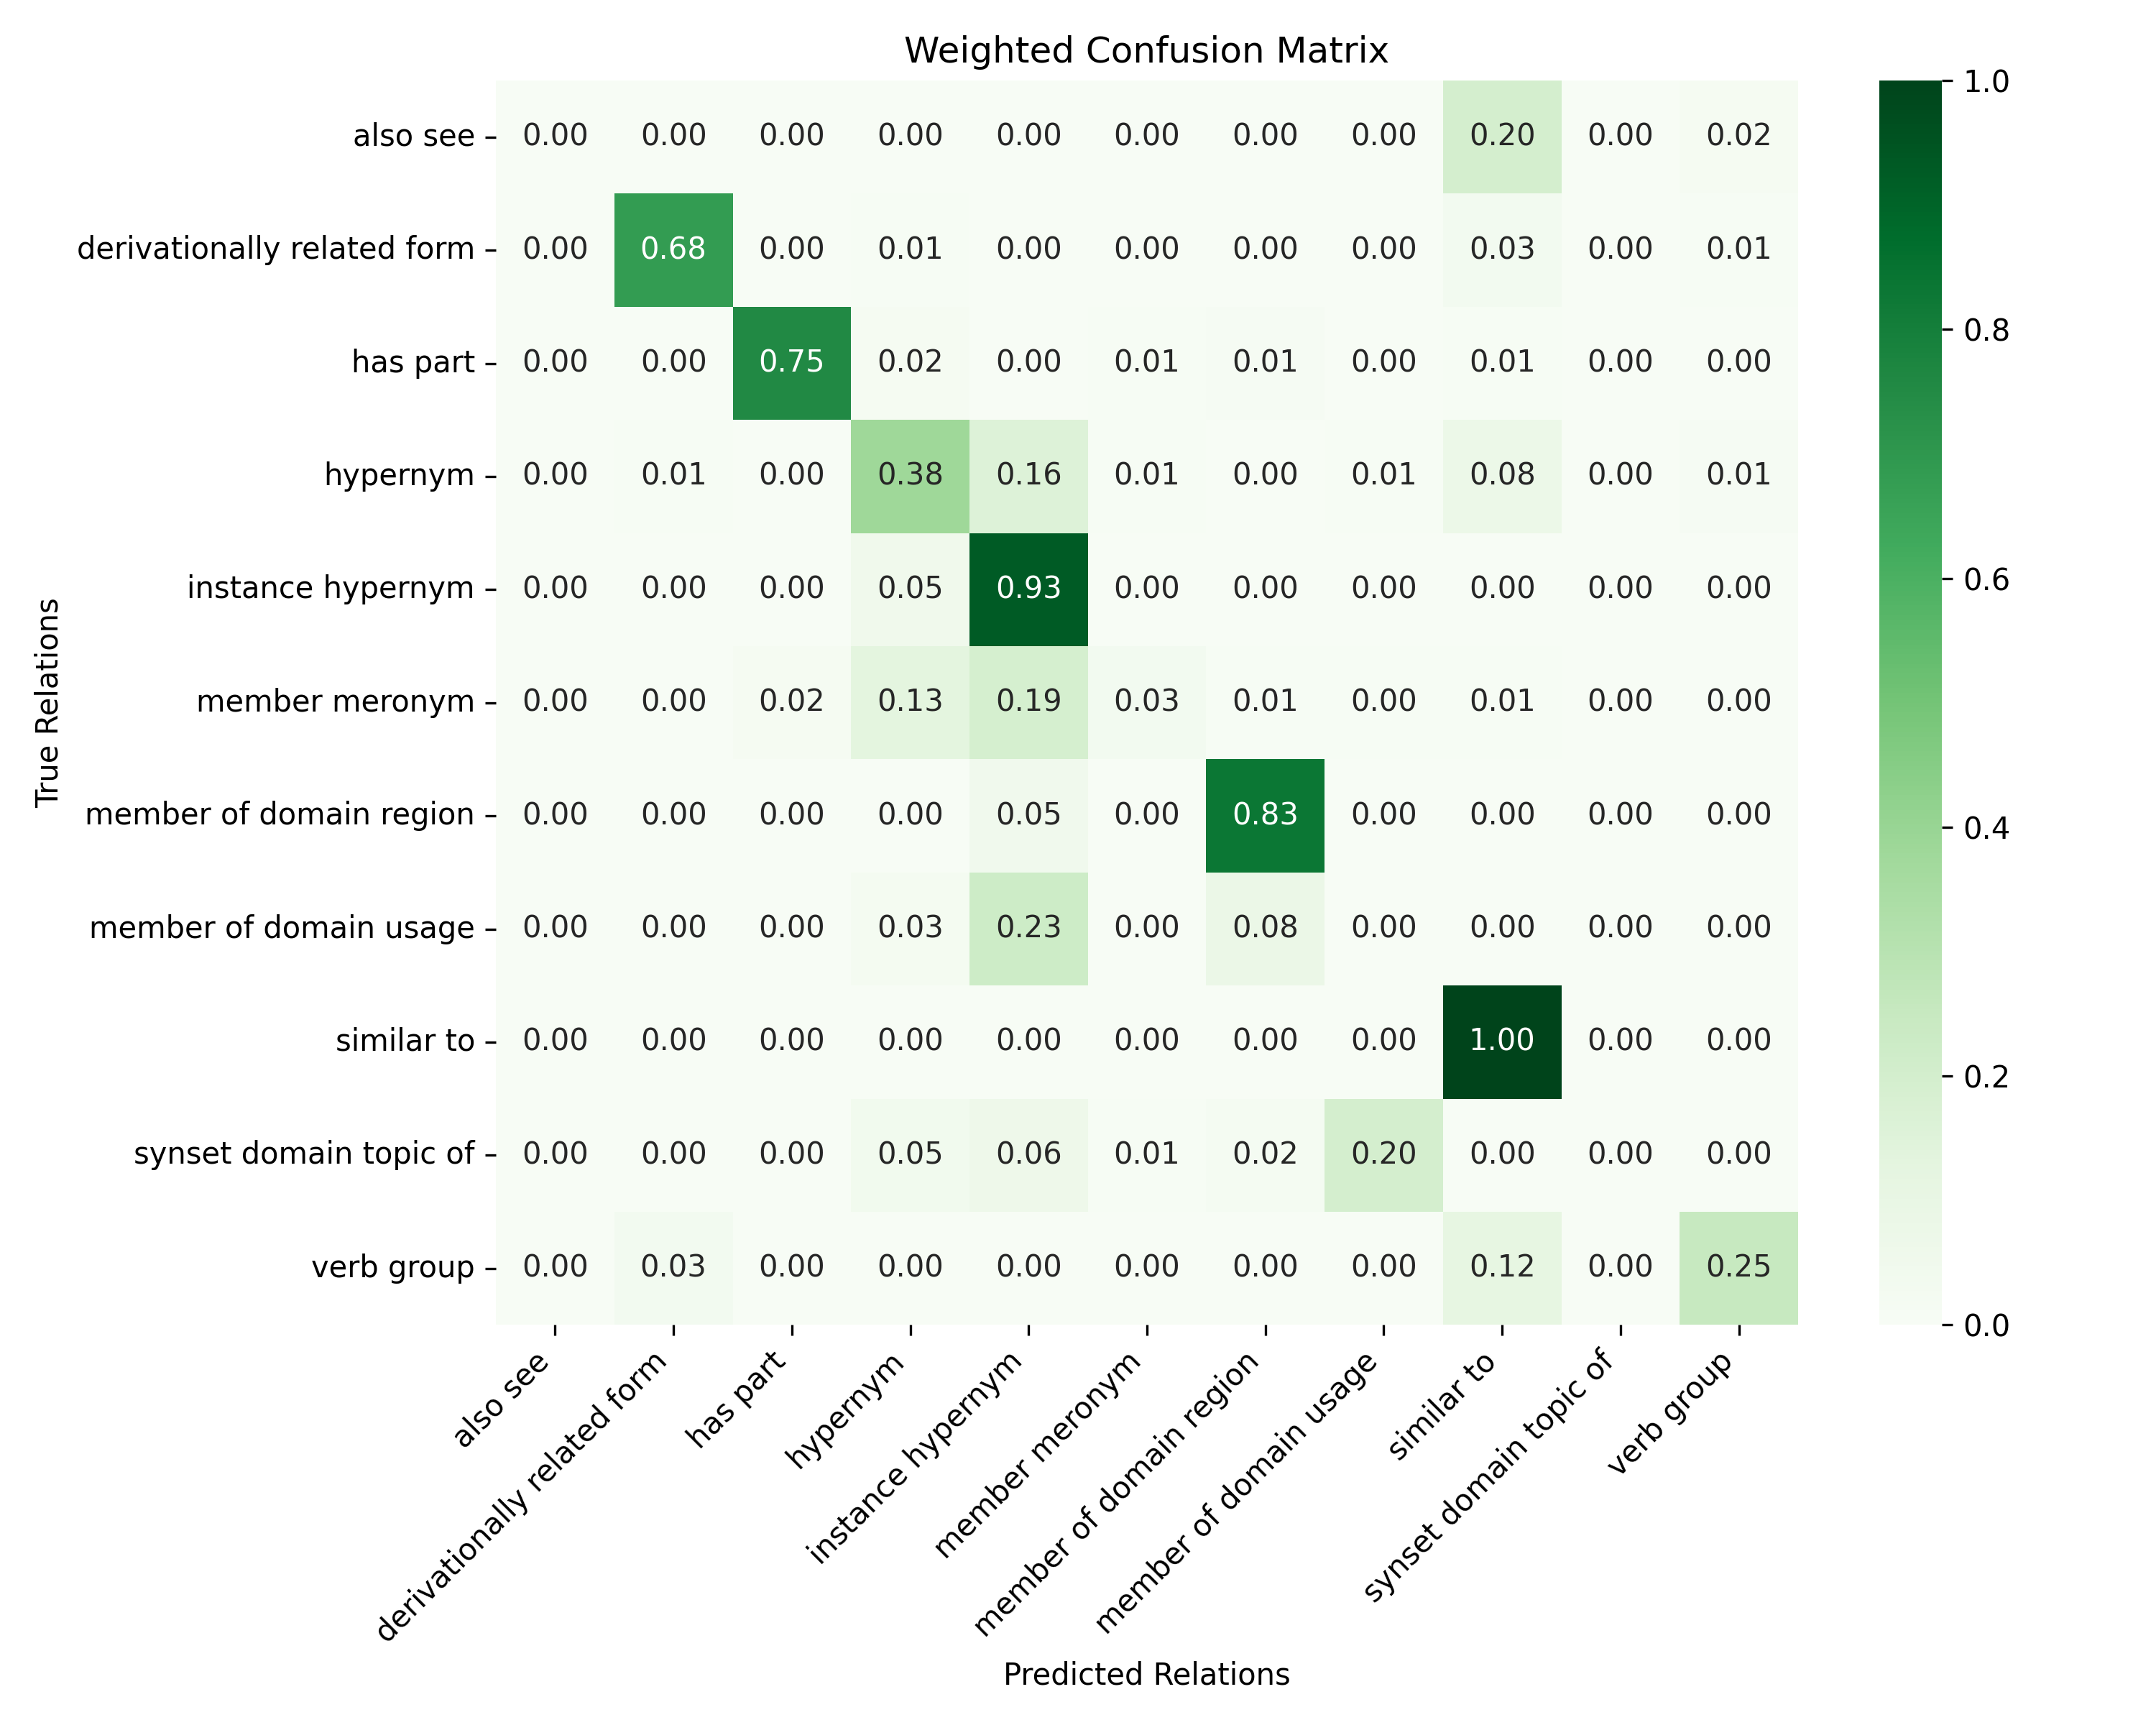 Weighted Confusion Matrix
also see 0.00 0.00 0.00 0.00 0.00 0.00 0.00 0.00 0.20 0.00 0.02
derivationally related form 0.00 0.68 0.00 0.01 0.00 0.00 0.00 0.00 0.03 0.00 0.01
has part 0.00 0.00 0.75 0.02 0.00 0.01 0.01 0.00 0.01 0.00 0.00
hypernym 0.00 0.01 0.00 0.38 0.16 0.01 0.00 0.01 0.08 0.00 0.01
instance hypernym 0.00 0.00 0.00 0.05 0.93 0.00 0.00 0.00 0.00 0.00 0.00
member meronym 0.00 0.00 0.02 0.13 0.19 0.03 0.01 0.00 0.01 0.00 0.00
member of domain region 0.00 0.00 0.00 0.00 0.05 0.00 0.83 0.00 0.00 0.00 0.00
member of domain usage 0.00 0.00 0.00 0.03 0.23 0.00 0.08 0.00 0.00 0.00 0.00
similar to 0.00 0.00 0.00 0.00 0.00 0.00 0.00 0.00 1.00 0.00 0.00
synset domain topic of 0.00 0.00 0.00 0.05 0.06 0.01 0.02 0.20 0.00 0.00 0.00
verb group 0.00 0.03 0.00 0.00 0.00 0.00 0.00 0.00 0.12 0.00 0.25
True Relations
also see
derivationally related form
has part
hypernym
instance hypernym
member meronym
member of domain region
member of domain usage
similar to
synset domain topic of
verb group
Predicted Relations
1.0
0.8
0.6
0.4
0.2
0.0